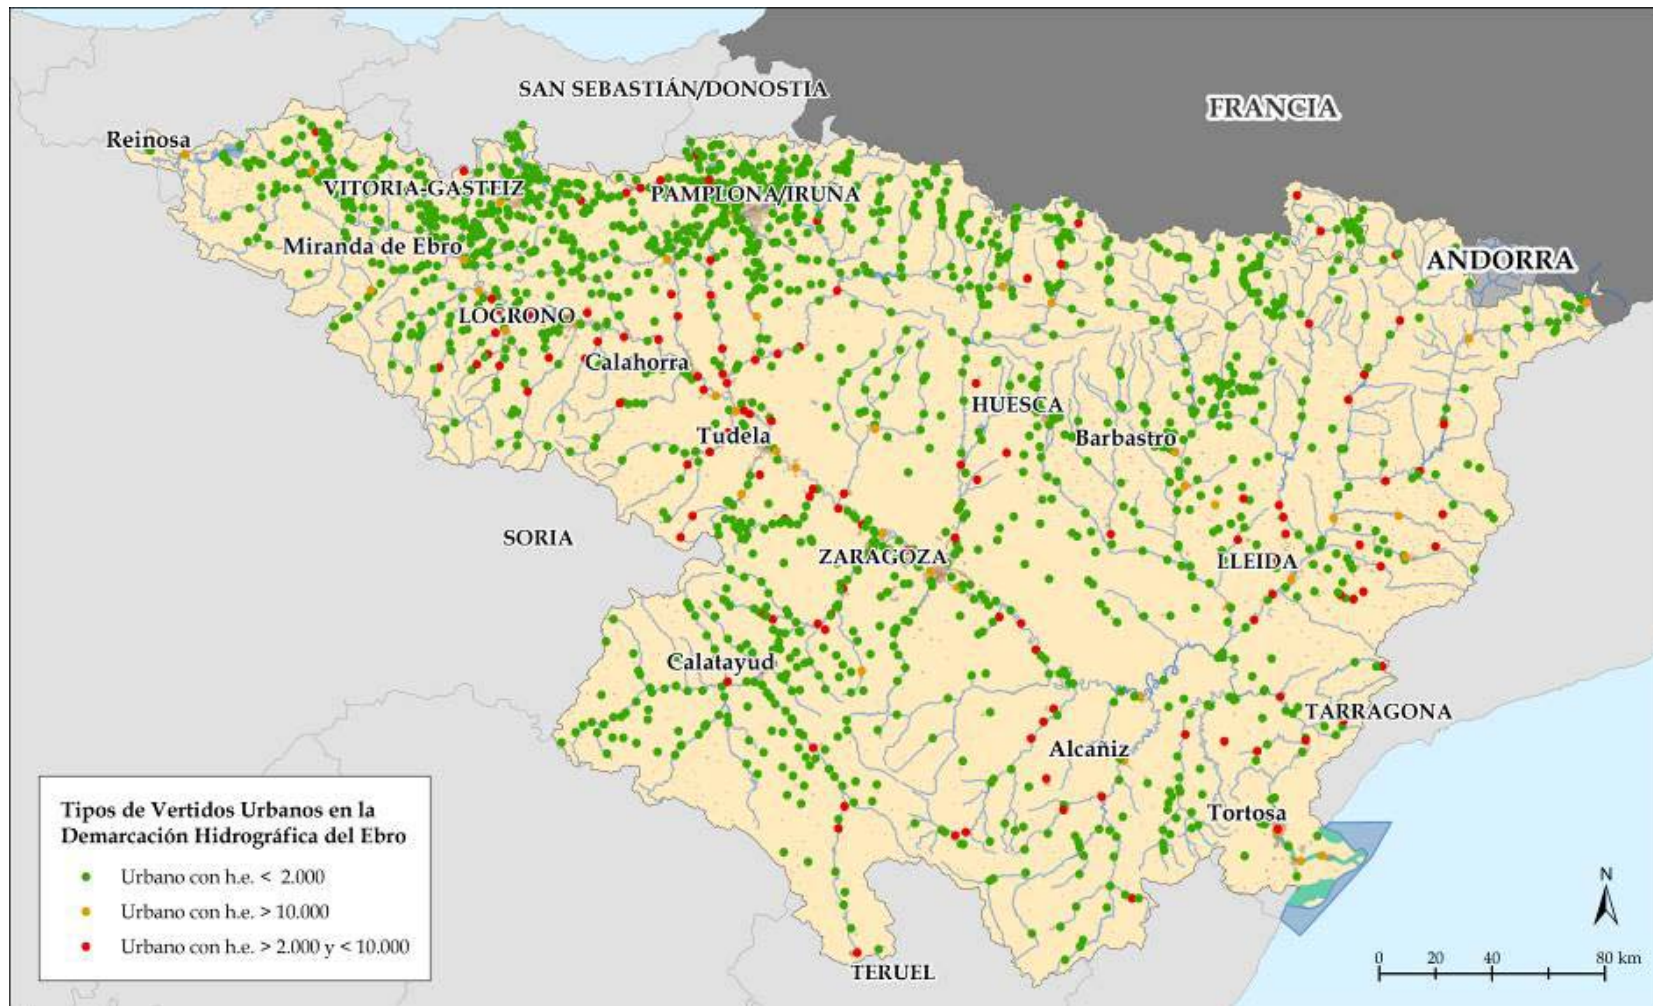 SAN SEBASTIÁN/DONOSTIA
FRANCIA
Reinosa
VITORIA-GASTEIZ
PAMPLONA/IRUÑA
Miranda de Ebro
ANDORRA
LOGROÑO
Calahorra
HUESCA
Barbastro
Tudela
SORIA
ZARAGOZA
LLEIDA
Calatayud
TARRAGONA
Alcañiz
Tortosa
TERUEL
Tipos de Vertidos Urbanos en la
Demarcación Hidrográfica del Ebro
Urbano con h.e. < 2.000
Urbano con h.e. > 10.000
Urbano con h.e. > 2.000 y < 10.000
N
0 20 40 80 km